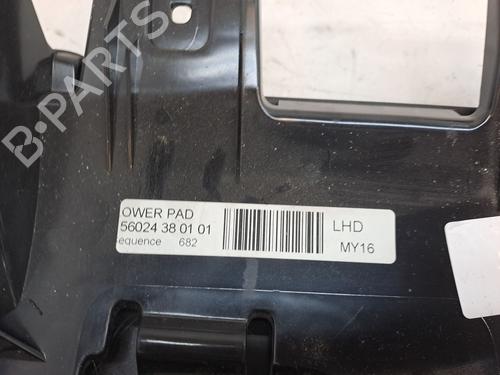 B-PARTS
OWER PAD
56024 38 01 01
equence 682
LHD
MY16